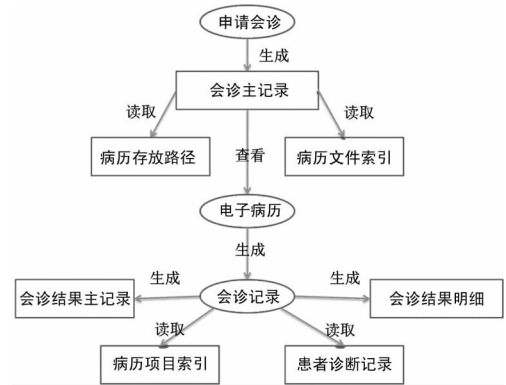 申请会诊
生成
会诊主记录
读取
读取
病历存放路径
查看
病历文件索引
电子病历
生成
生成
生成
会诊结果主记录
会诊记录
会诊结果明细
读取
读取
病历项目索引
患者诊断记录